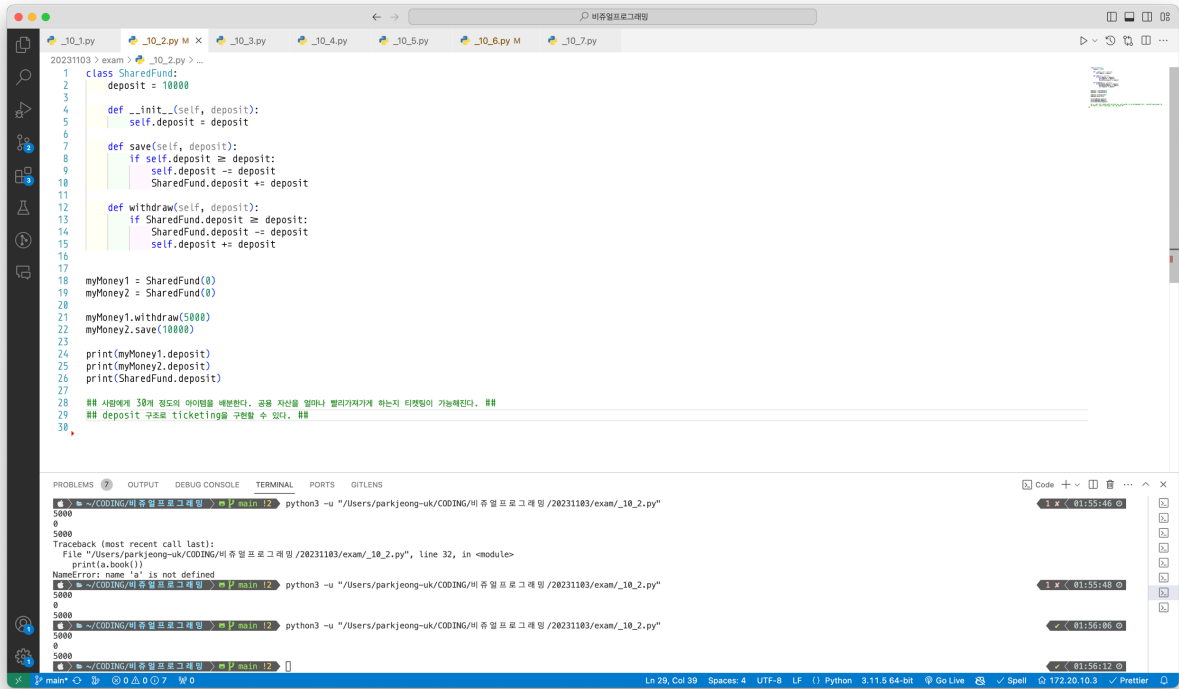 비쥬얼프로그래밍
_10_1.py _10_2.py M × _10_3.py _10_4.py _10_5.py _10_6.py M _10_7.py
20231103 > exam > _10_2.py > ...
1 class SharedFund:
2 deposit = 10000
3
4 def __init__(self, deposit):
5 self.deposit = deposit
6
7 def save(self, deposit):
8 if self.deposit ≥ deposit:
9 self.deposit -= deposit
10 SharedFund.deposit += deposit
11
12 def withdraw(self, deposit):
13 if SharedFund.deposit ≥ deposit:
14 SharedFund.deposit -= deposit
15 self.deposit += deposit
16
17
18 myMoney1 = SharedFund(0)
19 myMoney2 = SharedFund(0)
20
21 myMoney1.withdraw(5000)
22 myMoney2.save(10000)
23
24 print(myMoney1.deposit)
25 print(myMoney2.deposit)
26 print(SharedFund.deposit)
27
28 ## 사람에게 30개 정도의 아이템을 배분한다. 공용 자산을 얼마나 빨리가져가게 하는지 티켓팅이 가능해진다. ##
29 ## deposit 구조로 ticketing을 구현할 수 있다. ##
30
PROBLEMS 7 OUTPUT DEBUG CONSOLE TERMINAL PORTS GITLENS Code
~/CODING/비쥬얼프로그래밍 main !2 python3 -u "/Users/parkjeong-uk/CODING/비쥬얼프로그래밍/20231103/exam/_10_2.py" 1 ✘ 01:55:46
5000
0
5000
Traceback (most recent call last):
File "/Users/parkjeong-uk/CODING/비쥬얼프로그래밍/20231103/exam/_10_2.py", line 32, in <module>
print(a.book())
NameError: name 'a' is not defined
~/CODING/비쥬얼프로그래밍 main !2 python3 -u "/Users/parkjeong-uk/CODING/비쥬얼프로그래밍/20231103/exam/_10_2.py" 1 ✘ 01:55:48
5000
0
5000
~/CODING/비쥬얼프로그래밍 main !2 python3 -u "/Users/parkjeong-uk/CODING/비쥬얼프로그래밍/20231103/exam/_10_2.py" ✔ 01:56:06
5000
0
5000
~/CODING/비쥬얼프로그래밍 main !2 ✔ 01:56:12
main* 0 0 7 0 Ln 29, Col 39 Spaces: 4 UTF-8 LF Python 3.11.5 64-bit Go Live Spell 172.20.10.3 Prettier